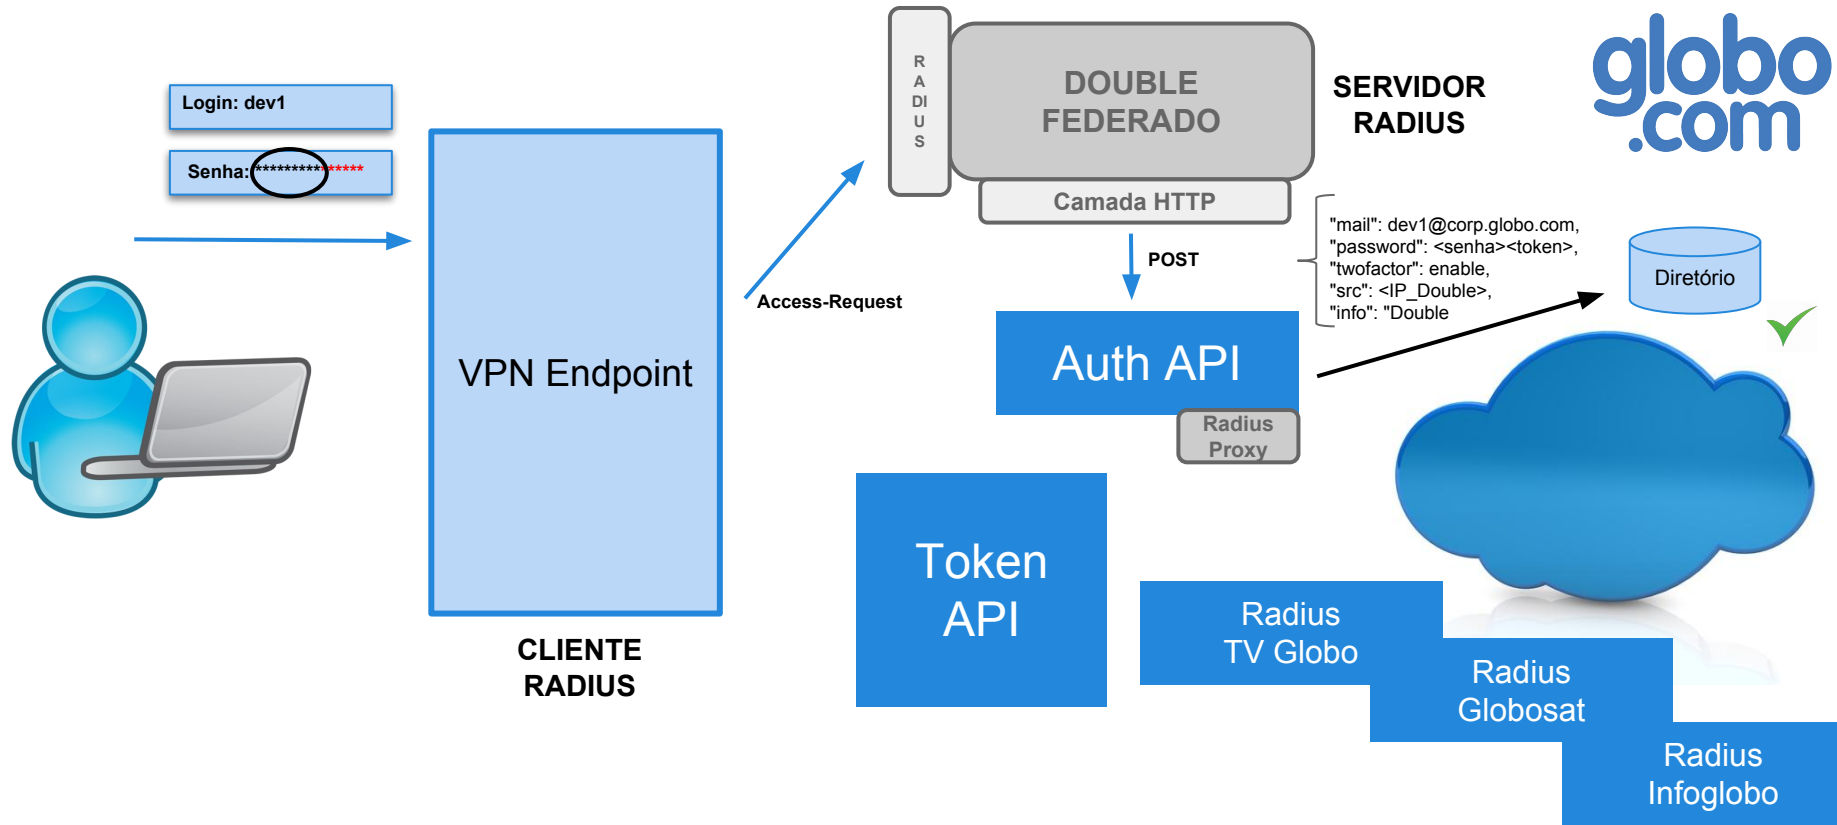 Login: dev1
Senha: **************
VPN Endpoint
CLIENTE
RADIUS
Access-Request
R
A
DI
U
S
DOUBLE
FEDERADO
Camada HTTP
SERVIDOR
RADIUS
globo
.com
POST
"mail": dev1@corp.globo.com,
"password": <senha><token>,
"twofactor": enable,
"src": <IP_Double>,
"info": "Double
Diretório
Auth API
Radius
Proxy
Token
API
Radius
TV Globo
Radius
Globosat
Radius
Infoglobo